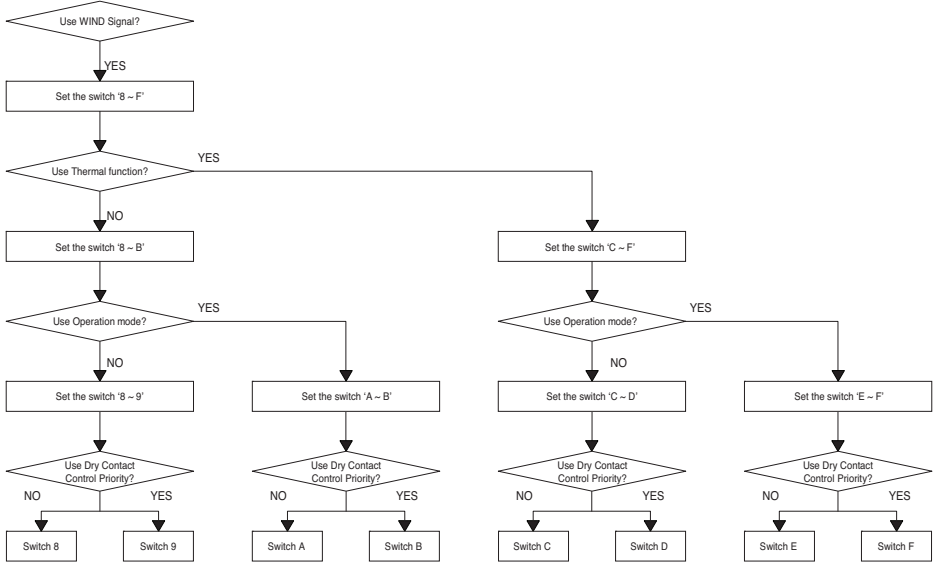 Use WIND Signal?
YES
Set the switch ‘8 ~ F’
YES
Use Thermal function?
NO
Set the switch ‘8 ~ B’
Set the switch ‘C ~ F’
YES
YES
Use Operation mode?
Use Operation mode?
NO
NO
Set the switch ‘8 ~ 9’
Set the switch ‘A ~ B’
Set the switch ‘C ~ D’
Set the switch ‘E ~ F’
Use Dry Contact
Control Priority?
Use Dry Contact
Control Priority?
Use Dry Contact
Control Priority?
Use Dry Contact
Control Priority?
NO
YES
NO
YES
NO
YES
NO
YES
Switch 8
Switch 9
Switch A
Switch B
Switch C
Switch D
Switch E
Switch F